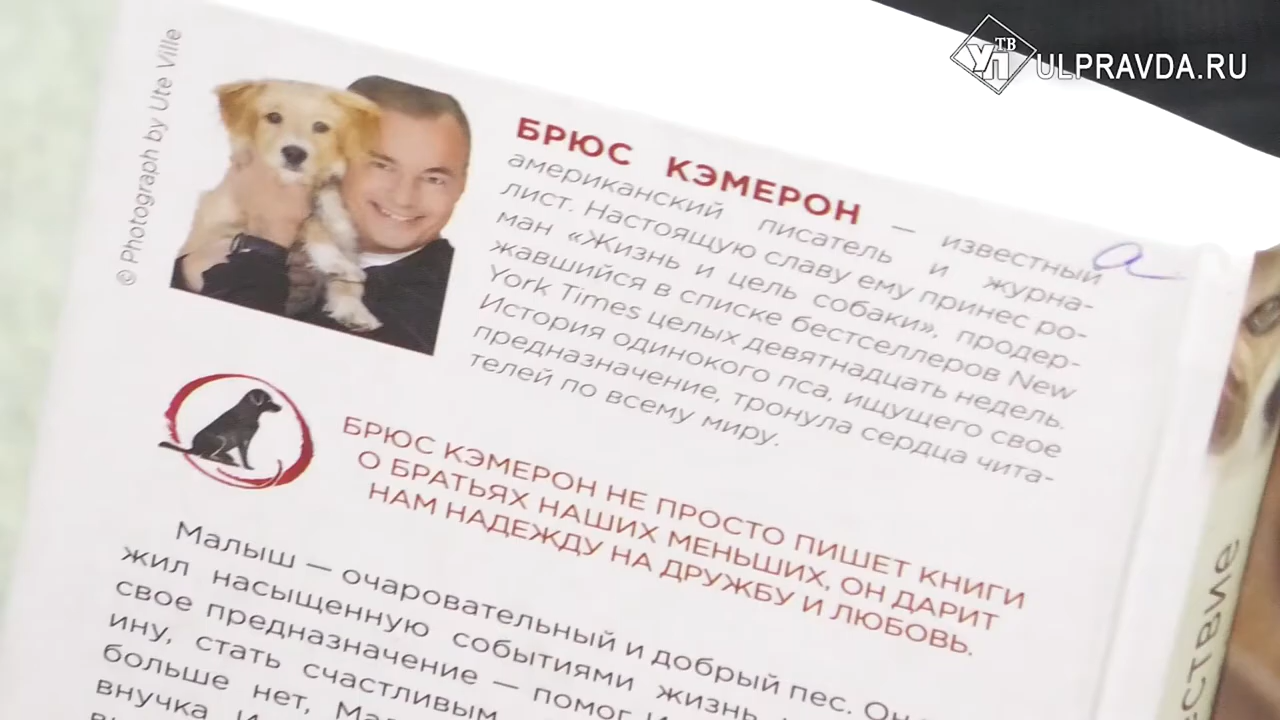 УП ТВ
ULPRAVDA.RU
© Photograph by Ute Ville
БРЮС КЭМЕРОН — известный
американский писатель и журна-
лист. Настоящую славу ему принес ро-
ман «Жизнь и цель собаки», продер-
жавшийся в списке бестселлеров New
York Times целых девятнадцать недель.
История одинокого пса, ищущего свое
предназначение, тронула сердца чита-
телей по всему миру.
а
БРЮС КЭМЕРОН НЕ ПРОСТО ПИШЕТ КНИГИ
О БРАТЬЯХ НАШИХ МЕНЬШИХ, ОН ДАРИТ
НАМ НАДЕЖДУ НА ДРУЖБУ И ЛЮБОВЬ.
Малыш — очаровательный и добрый пес. Он
жил насыщенную событиями жизнь
свое предназначение — помог
ину, стать счастливым
больше нет,
внучка
СТВИЕ